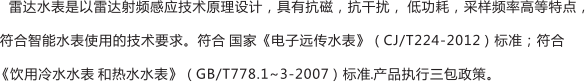 雷达水表是以雷达射频感应技术原理设计，具有抗磁，抗干扰， 低功耗，采样频率高等特点，
符合智能水表使用的技术要求。符合 国家《电子远传水表》（CJ/T224-2012）标准；符合
《饮用冷水水表 和热水水表》（GB/T778.1~3-2007）标准.产品执行三包政策。